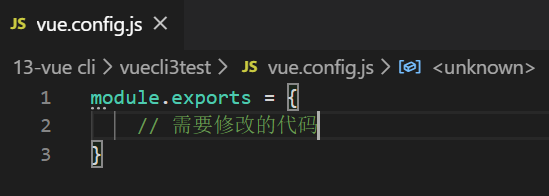 JS vue.config.js ×
13-vue cli > vuecli3test > JS vue.config.js > <unknown>
1 module.exports = {
2 // 需要修改的代码
3 }